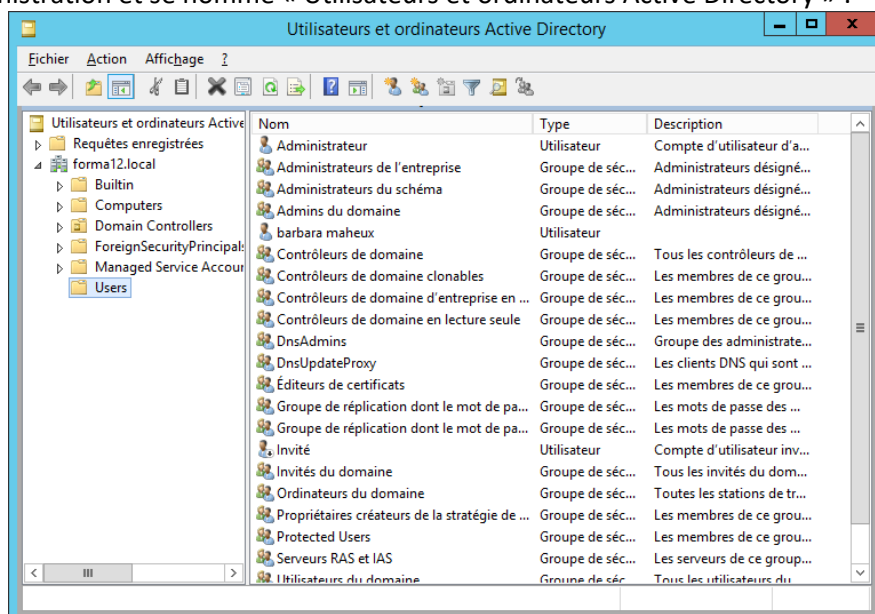 nistration et se nomme « Utilisateurs et ordinateurs Active Directory » .
Utilisateurs et ordinateurs Active Directory
Fichier Action Affichage ?
Utilisateurs et ordinateurs Active
Requêtes enregistrées
forma12.local
Builtin
Computers
Domain Controllers
ForeignSecurityPrincipals
Managed Service Accour
Users
Nom Type Description
Administrateur Utilisateur Compte d'utilisateur d'a...
Administrateurs de l'entreprise Groupe de séc... Administrateurs désigné...
Administrateurs du schéma Groupe de séc... Administrateurs désigné...
Admins du domaine Groupe de séc... Administrateurs désigné...
barbara maheux Utilisateur
Contrôleurs de domaine Groupe de séc... Tous les contrôleurs de ...
Contrôleurs de domaine clonables Groupe de séc... Les membres de ce grou...
Contrôleurs de domaine d'entreprise en ... Groupe de séc... Les membres de ce grou...
Contrôleurs de domaine en lecture seule Groupe de séc... Les membres de ce grou...
DnsAdmins Groupe de séc... Groupe des administrate...
DnsUpdateProxy Groupe de séc... Les clients DNS qui sont ...
Éditeurs de certificats Groupe de séc... Les membres de ce grou...
Groupe de réplication dont le mot de pa... Groupe de séc... Les mots de passe des ...
Groupe de réplication dont le mot de pa... Groupe de séc... Les mots de passe des ...
Invité Utilisateur Compte d'utilisateur inv...
Invités du domaine Groupe de séc... Tous les invités du dom...
Ordinateurs du domaine Groupe de séc... Toutes les stations de tr...
Propriétaires créateurs de la stratégie de ... Groupe de séc... Les membres de ce grou...
Protected Users Groupe de séc... Les membres de ce grou...
Serveurs RAS et IAS Groupe de séc... Les serveurs de ce group...
Utilisateurs du domaine Groupe de séc... Tous les utilisateurs du